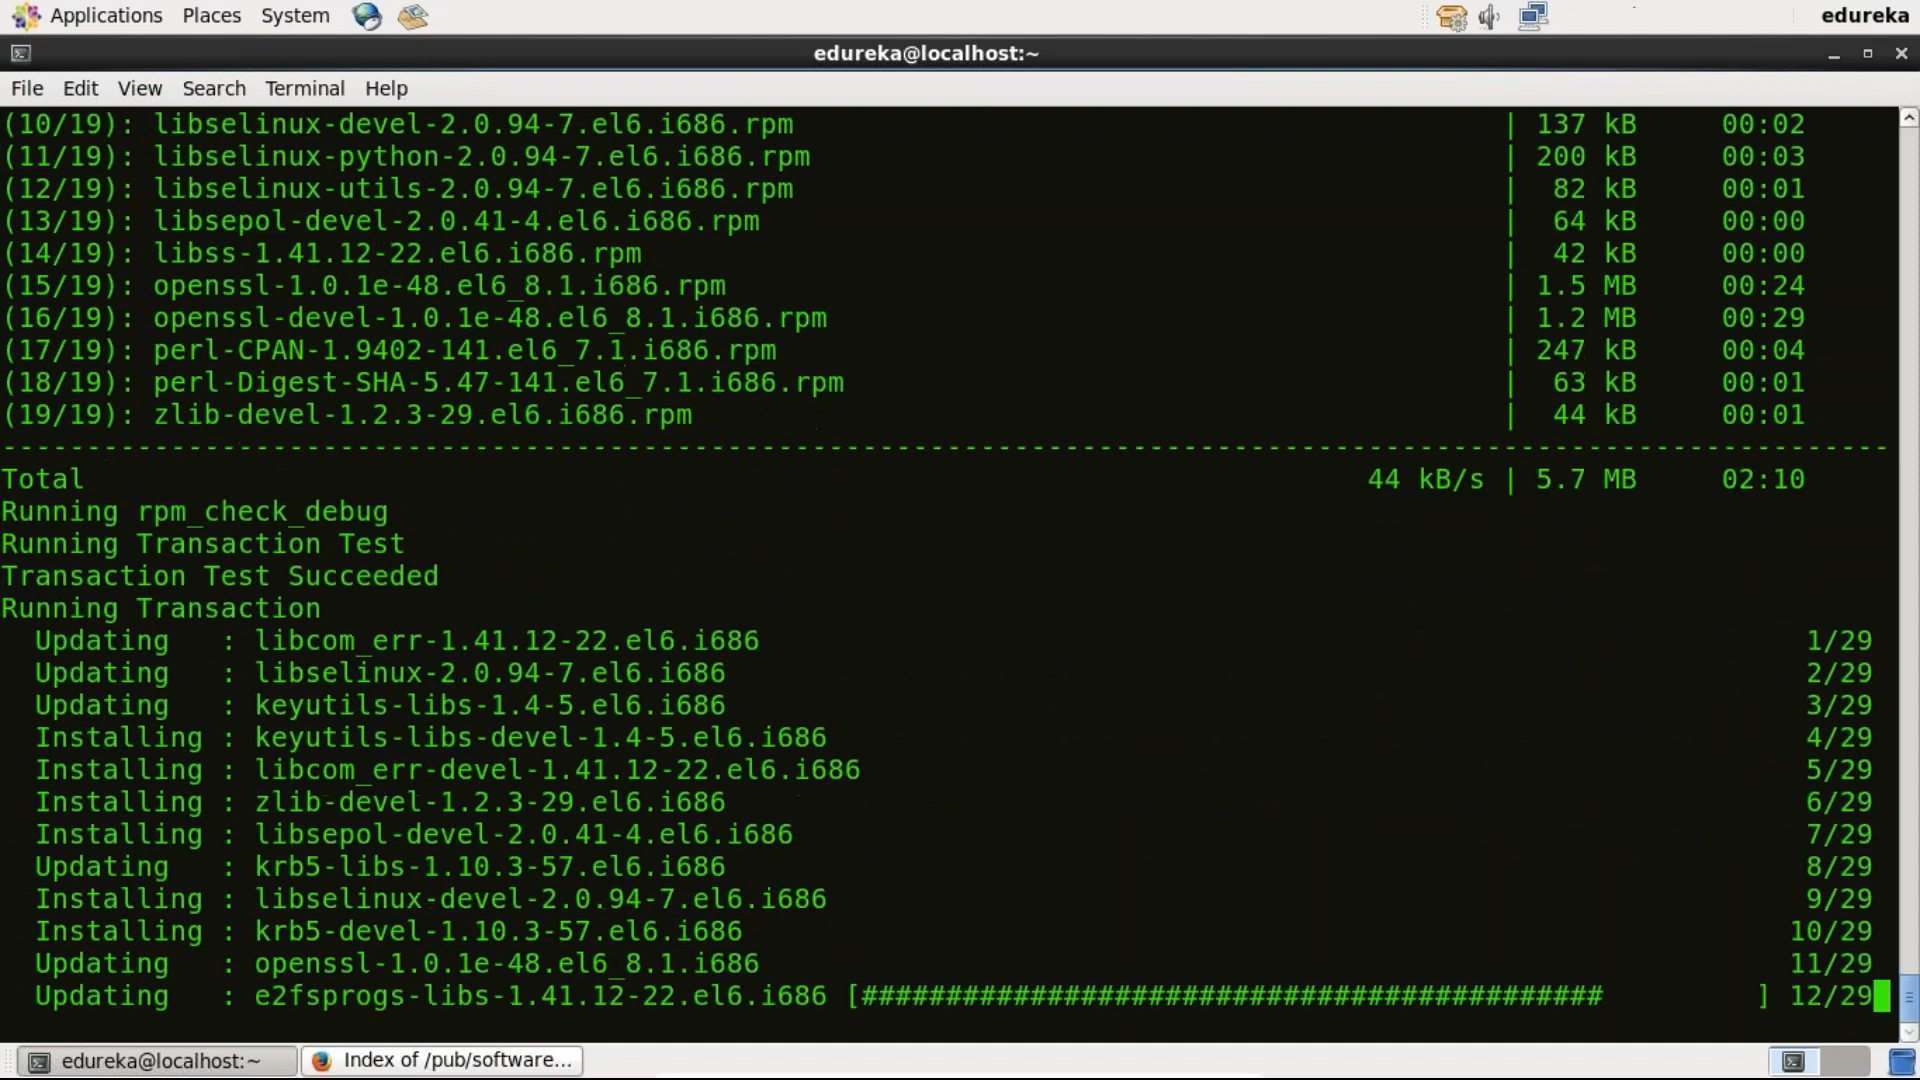 Applications Places System edureka
edureka@localhost:~
File Edit View Search Terminal Help
(10/19): libselinux-devel-2.0.94-7.el6.i686.rpm | 137 kB 00:02
(11/19): libselinux-python-2.0.94-7.el6.i686.rpm | 200 kB 00:03
(12/19): libselinux-utils-2.0.94-7.el6.i686.rpm | 82 kB 00:01
(13/19): libsepol-devel-2.0.41-4.el6.i686.rpm | 64 kB 00:00
(14/19): libss-1.41.12-22.el6.i686.rpm | 42 kB 00:00
(15/19): openssl-1.0.1e-48.el6_8.1.i686.rpm | 1.5 MB 00:24
(16/19): openssl-devel-1.0.1e-48.el6_8.1.i686.rpm | 1.2 MB 00:29
(17/19): perl-CPAN-1.9402-141.el6_7.1.i686.rpm | 247 kB 00:04
(18/19): perl-Digest-SHA-5.47-141.el6_7.1.i686.rpm | 63 kB 00:01
(19/19): zlib-devel-1.2.3-29.el6.i686.rpm | 44 kB 00:01
--------------------------------------------------------------------------------
Total 44 kB/s | 5.7 MB 02:10
Running rpm_check_debug
Running Transaction Test
Transaction Test Succeeded
Running Transaction
Updating : libcom_err-1.41.12-22.el6.i686 1/29
Updating : libselinux-2.0.94-7.el6.i686 2/29
Updating : keyutils-libs-1.4-5.el6.i686 3/29
Installing : keyutils-libs-devel-1.4-5.el6.i686 4/29
Installing : libcom_err-devel-1.41.12-22.el6.i686 5/29
Installing : zlib-devel-1.2.3-29.el6.i686 6/29
Installing : libsepol-devel-2.0.41-4.el6.i686 7/29
Updating : krb5-libs-1.10.3-57.el6.i686 8/29
Installing : libselinux-devel-2.0.94-7.el6.i686 9/29
Installing : krb5-devel-1.10.3-57.el6.i686 10/29
Updating : openssl-1.0.1e-48.el6_8.1.i686 11/29
Updating : e2fsprogs-libs-1.41.12-22.el6.i686 [############################################ ] 12/29
edureka@localhost:~ Index of /pub/software...